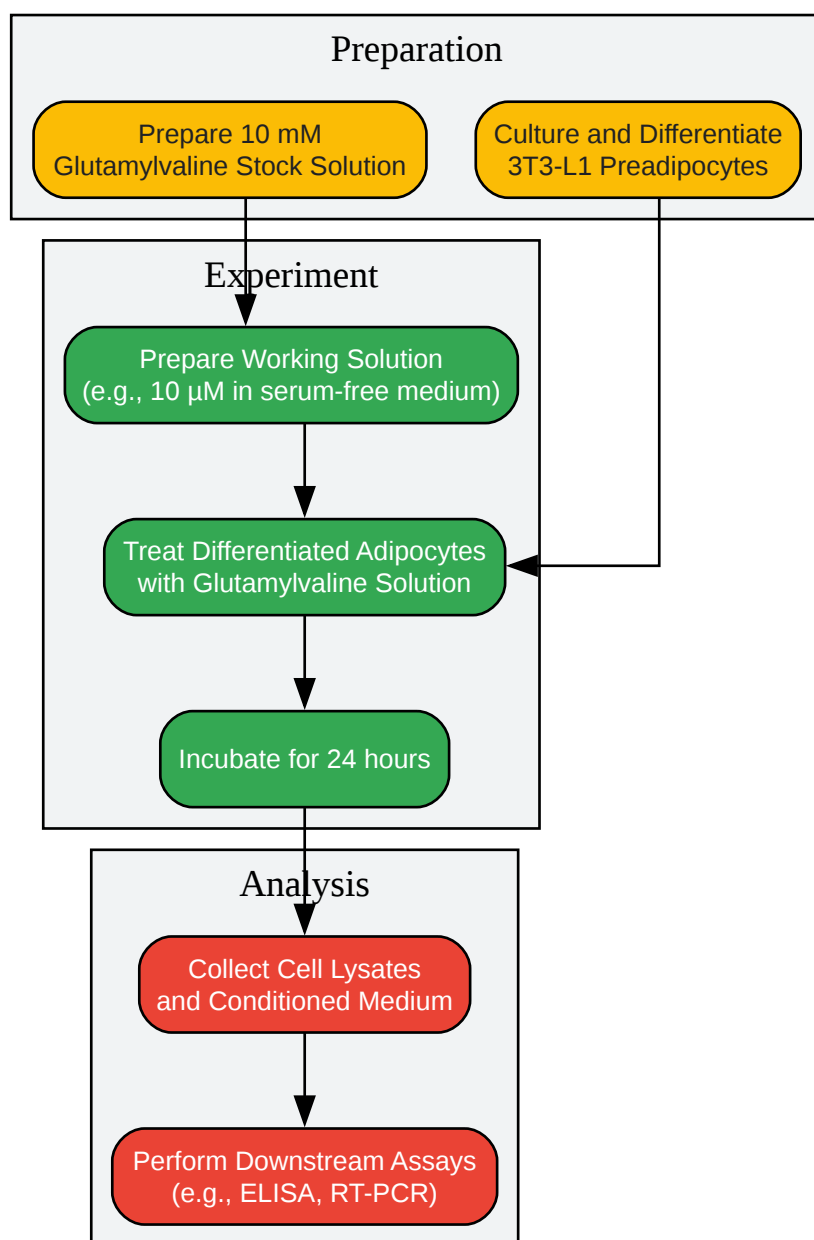 Preparation
Prepare 10 mM
Glutamylvaline Stock Solution
Culture and Differentiate
3T3-L1 Preadipocytes
Experiment
Prepare Working Solution
(e.g., 10 µM in serum-free medium)
Treat Differentiated Adipocytes
with Glutamylvaline Solution
Incubate for 24 hours
Analysis
Collect Cell Lysates
and Conditioned Medium
Perform Downstream Assays
(e.g., ELISA, RT-PCR)